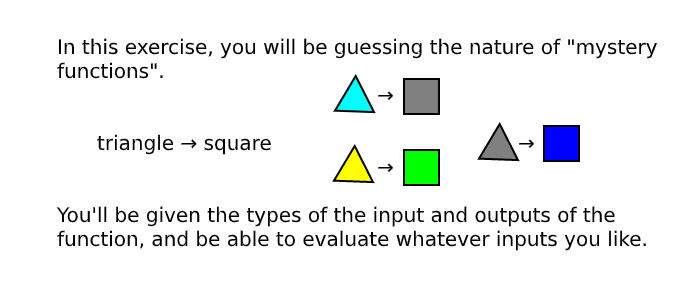 In this exercise, you will be guessing the nature of "mystery
functions".
→
triangle → square
→
→
You'll be given the types of the input and outputs of the
function, and be able to evaluate whatever inputs you like.